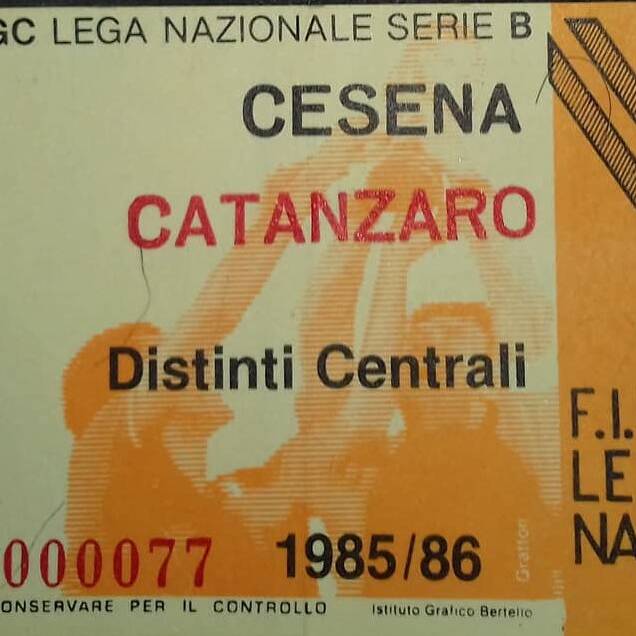 GC LEGA NAZIONALE SERIE B
CESENA
CATANZARO
Distinti Centrali
000077
1985/86
Gratton
ONSERVARE PER IL CONTROLLO
Istituto Grafico Bertello
F.I.
LE
NA